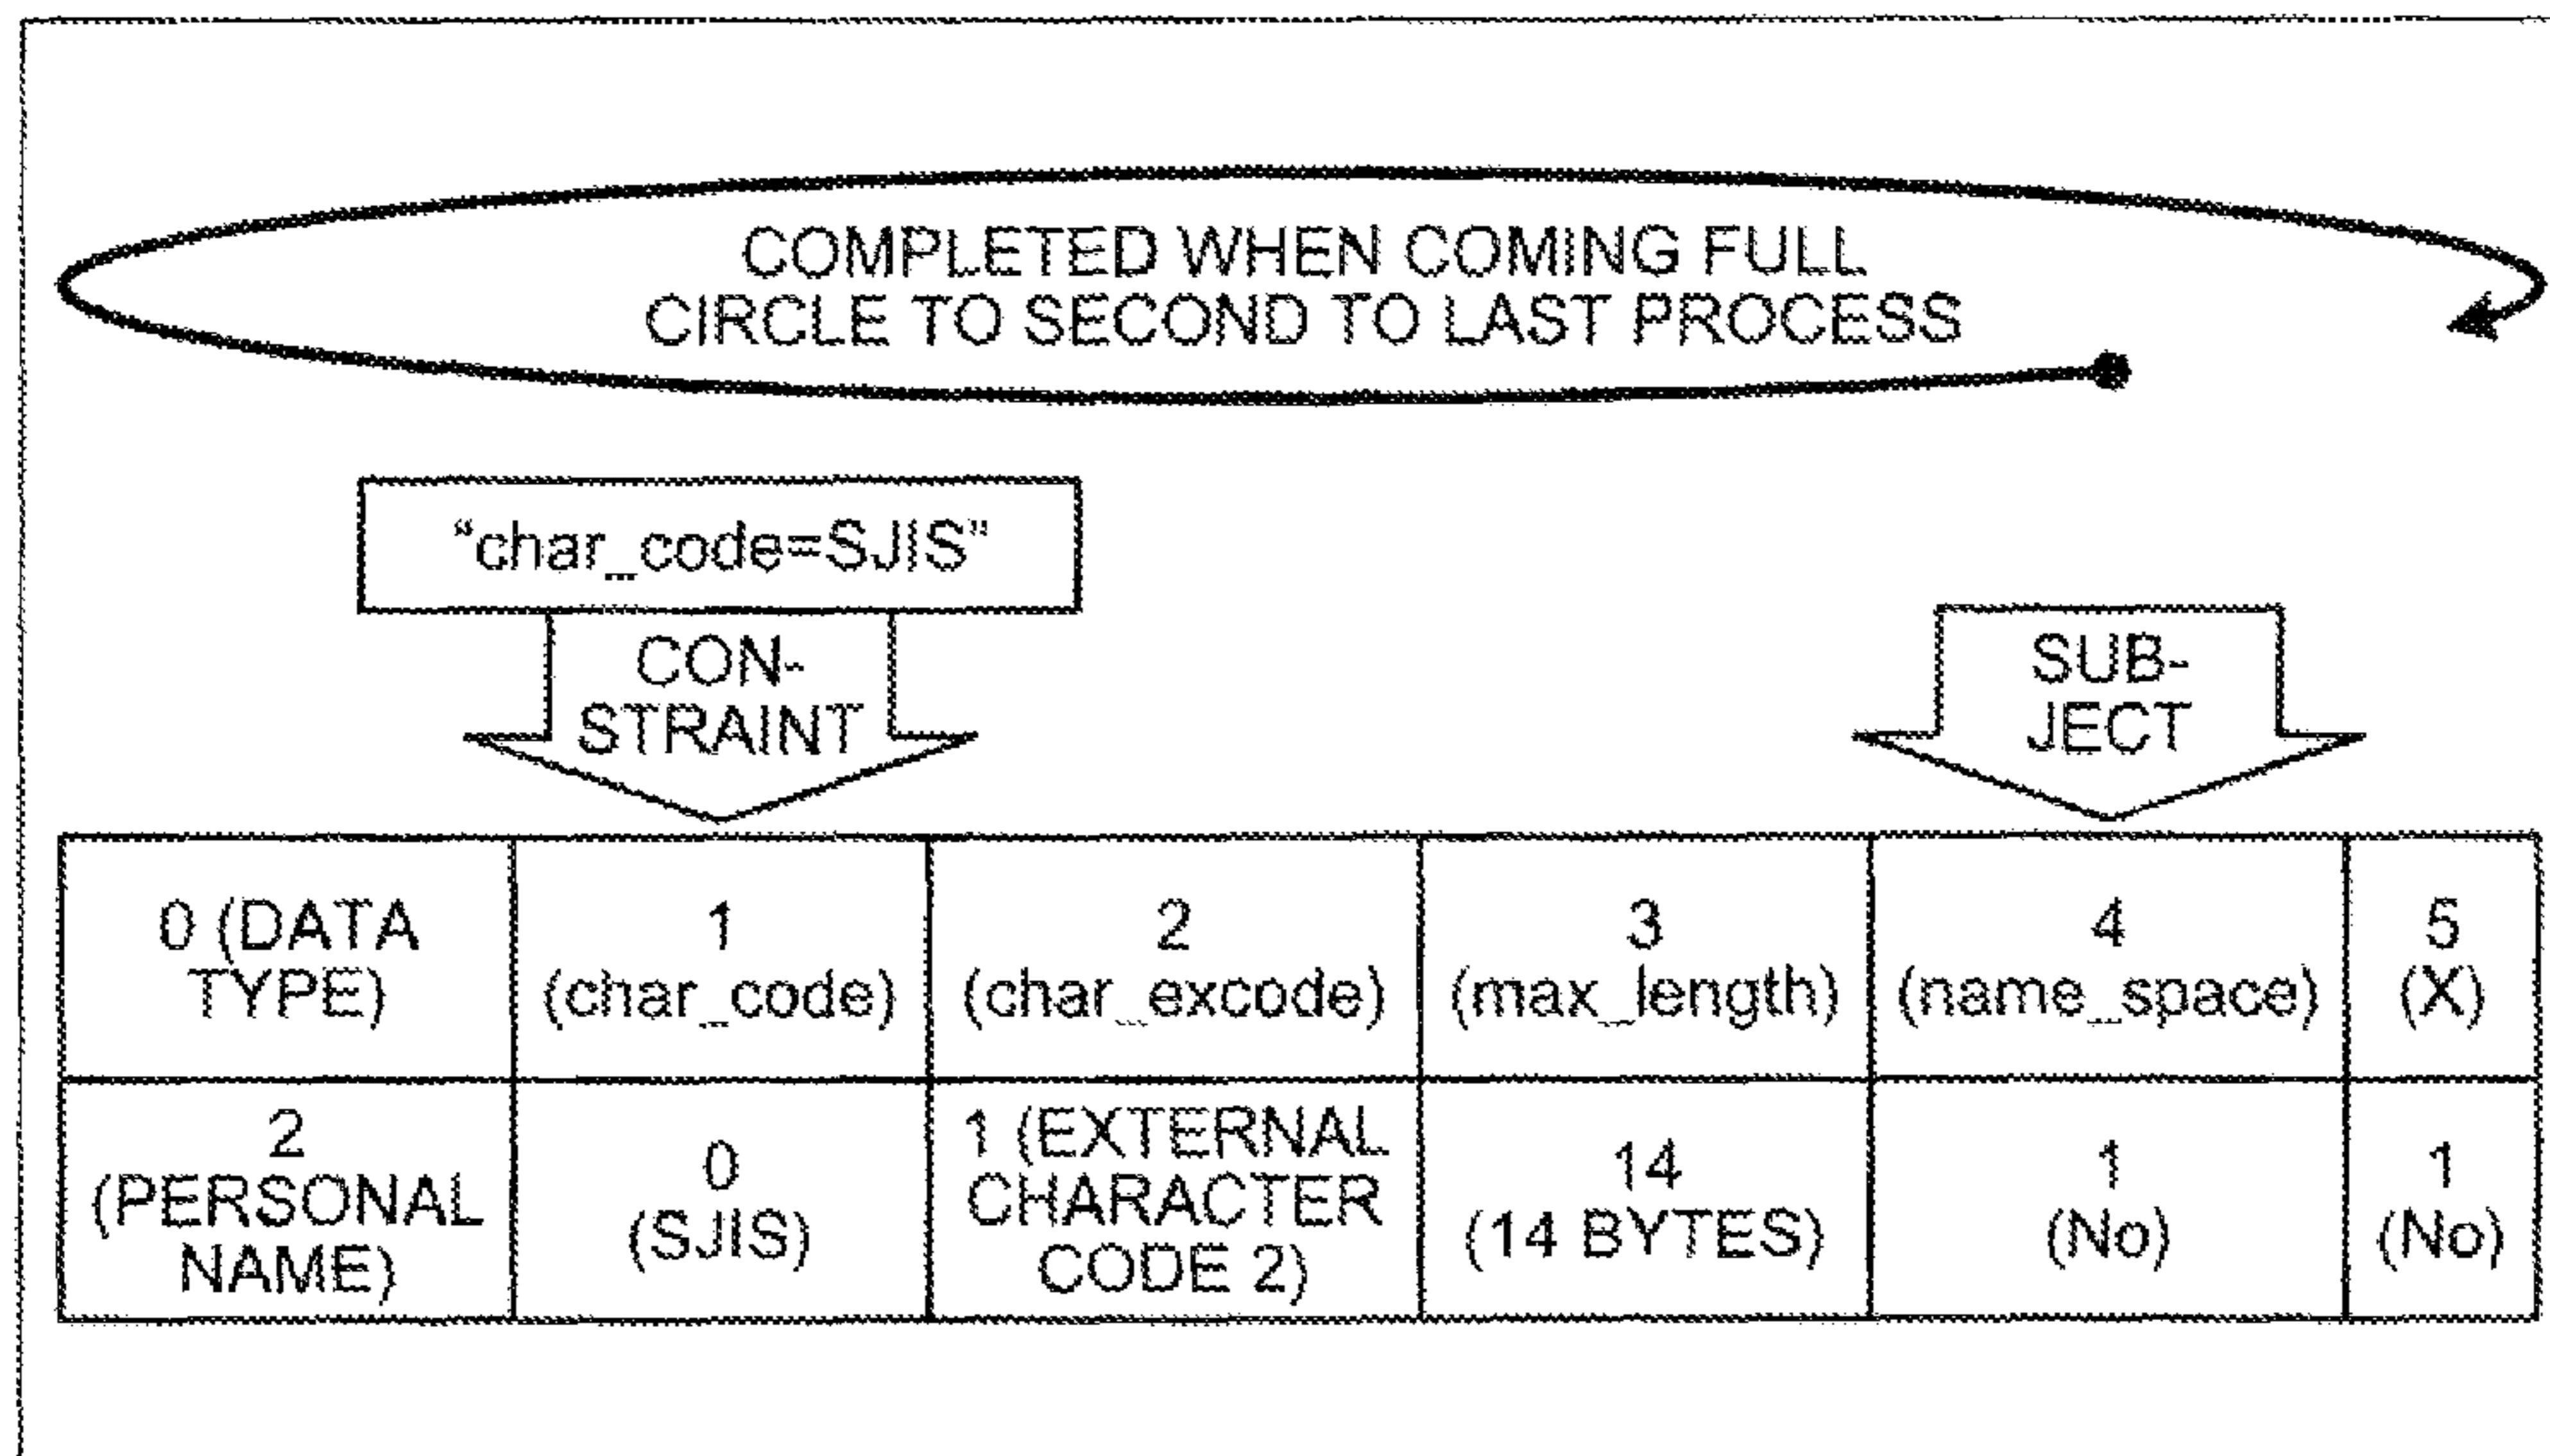 COMPLETED WHEN COMING FULL
CIRCLE TO SECOND TO LAST PROCESS
“char_code=SJIS”
CON-
STRAINT
SUB-
JECT
0 (DATA
TYPE)
1
(char_code)
2
(char_excode)
3
(max_length)
4
(name_space)
5
(X)
2
(PERSONAL
NAME)
0
(SJIS)
1 (EXTERNAL
CHARACTER
CODE 2)
14
(14 BYTES)
1
(No)
1
(No)